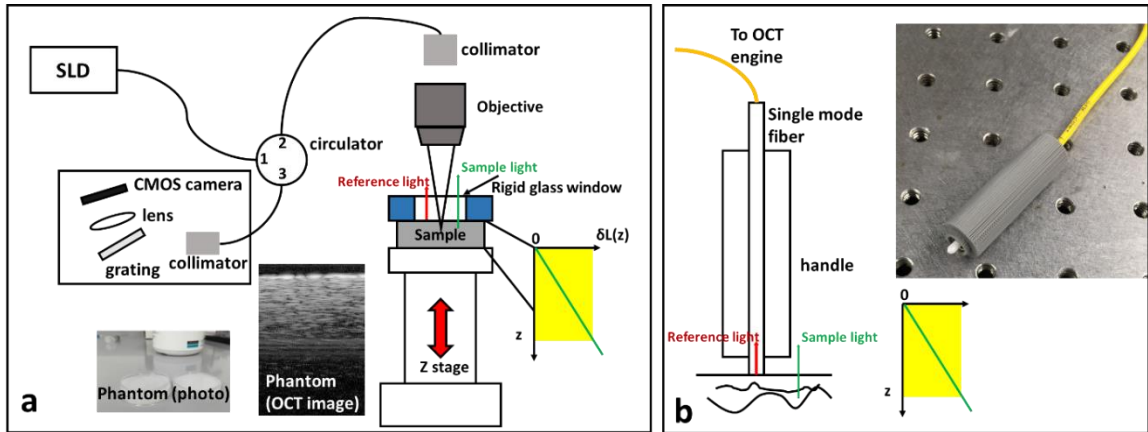 SLD
collimator
Objective
2
circulator
1
3
CMOS camera
lens
grating
collimator
Reference light
Sample light
Rigid glass window
Sample
0
δL(z)
z
Z stage
Phantom (photo)
Phantom
(OCT image)
a
To OCT
engine
Single mode
fiber
handle
Reference light
Sample light
0
z
b